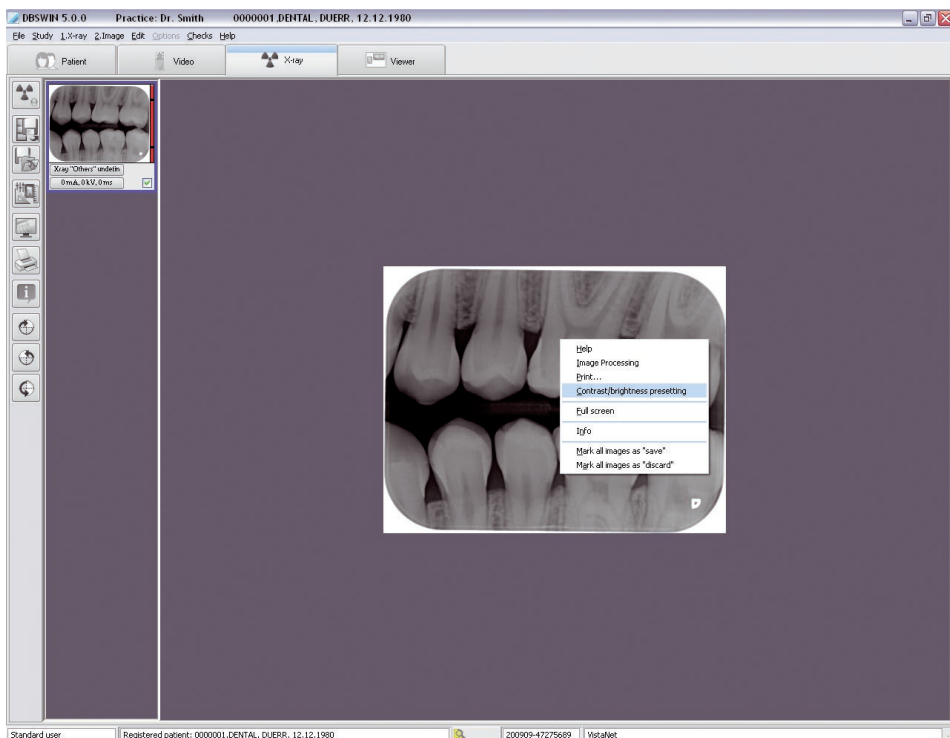 DBSWIN 5.0.0 Practice: Dr. Smith 0000001 ,DENTAL, DUERR, 12.12.1980
File Study 1.X-ray 2.Image Edit Options Checks Help
Patient Video X-ray Viewer
Xray "Others" undefin
0 mA, 0 kV, 0 ms
Help
Image Processing
Print...
Contrast/brightness presetting
Full screen
Info
Mark all images as "save"
Mark all images as "discard"
Standard user Registered patient: 0000001,DENTAL, DUERR, 12.12.1980 200909-47275689 VistaNet